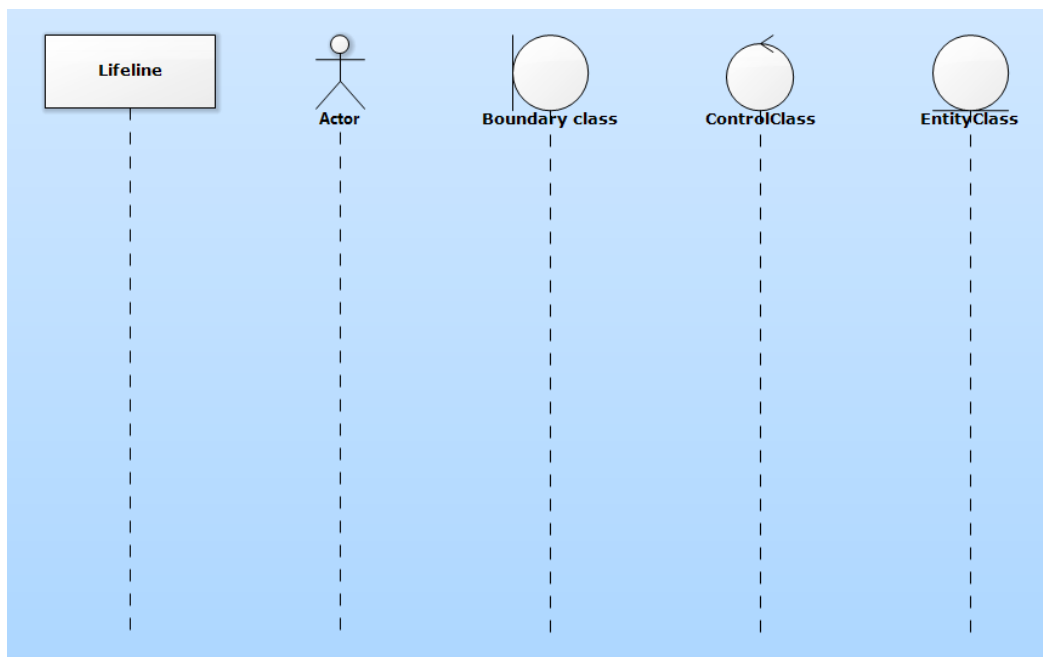 Lifeline
Actor
Boundary class
ControlClass
EntityClass